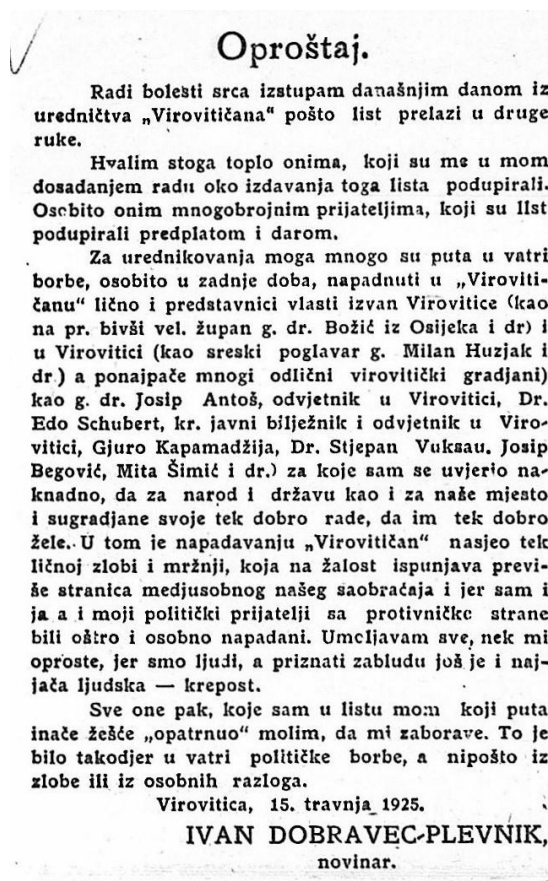 Oproštaj.
Radi bolesti srca izstupam današnjim danom iz
uredničtva „Virovitičana“ pošto list prelazi u druge
ruke.
Hvalim stoga toplo onima, koji su me u mom
dosadanjem radu oko izdavanja toga lista podupirali.
Osobito onim mnogobrojnim prijateljima, koji su list
podupirali predplatom i darom.
Za urednikovanja moga mnogo su puta u vatri
borbe, osobito u zadnje doba, napadnuti u „Viroviti-
čanu“ lično i predstavnici vlasti izvan Virovitice (kao
na pr. bivši vel. župan g. dr. Božić iz Osijeka i dr) i
u Virovitici (kao sreski poglavar g. Milan Huzjak i
dr.) a ponajpače mnogi odlični virovitički gradjani)
kao g. dr. Josip Antoš, odvjetnik u Virovitici, Dr.
Edo Schubert, kr. javni bilježnik i odvjetnik u Viro-
vitici, Gjuro Kapamadžija, Dr. Stjepan Vuksau. Josip
Begović, Mita Šimić i dr.) za koje sam se uvjerio na-
knadno, da za narod i državu kao i za naše mjesto
i sugradjane svoje tek dobro rade, da im tek dobro
žele. U tom je napadavanju „Virovitičan“ nasjeo tek
ličnoj zlobi i mržnji, koja na žalost ispunjava previ-
še stranica medjusobnog našeg saobraćaja i jer sam i
ja a i moji politički prijatelji sa protivničke strane
bili oštro i osobno napadani. Umoljavam sve, nek mi
oproste, jer smo ljudi, a priznati zabludu još je i naj-
jača ljudska — krepost.
Sve one pak, koje sam u listu mom koji puta
inače žešće „opatrnuo“ molim, da mi zaborave. To je
bilo takodjer u vatri političke borbe, a nipošto iz
zlobe ili iz osobnih razloga.
Virovitica, 15. travnja 1925.
IVAN DOBRAVEC-PLEVNIK,
novinar.